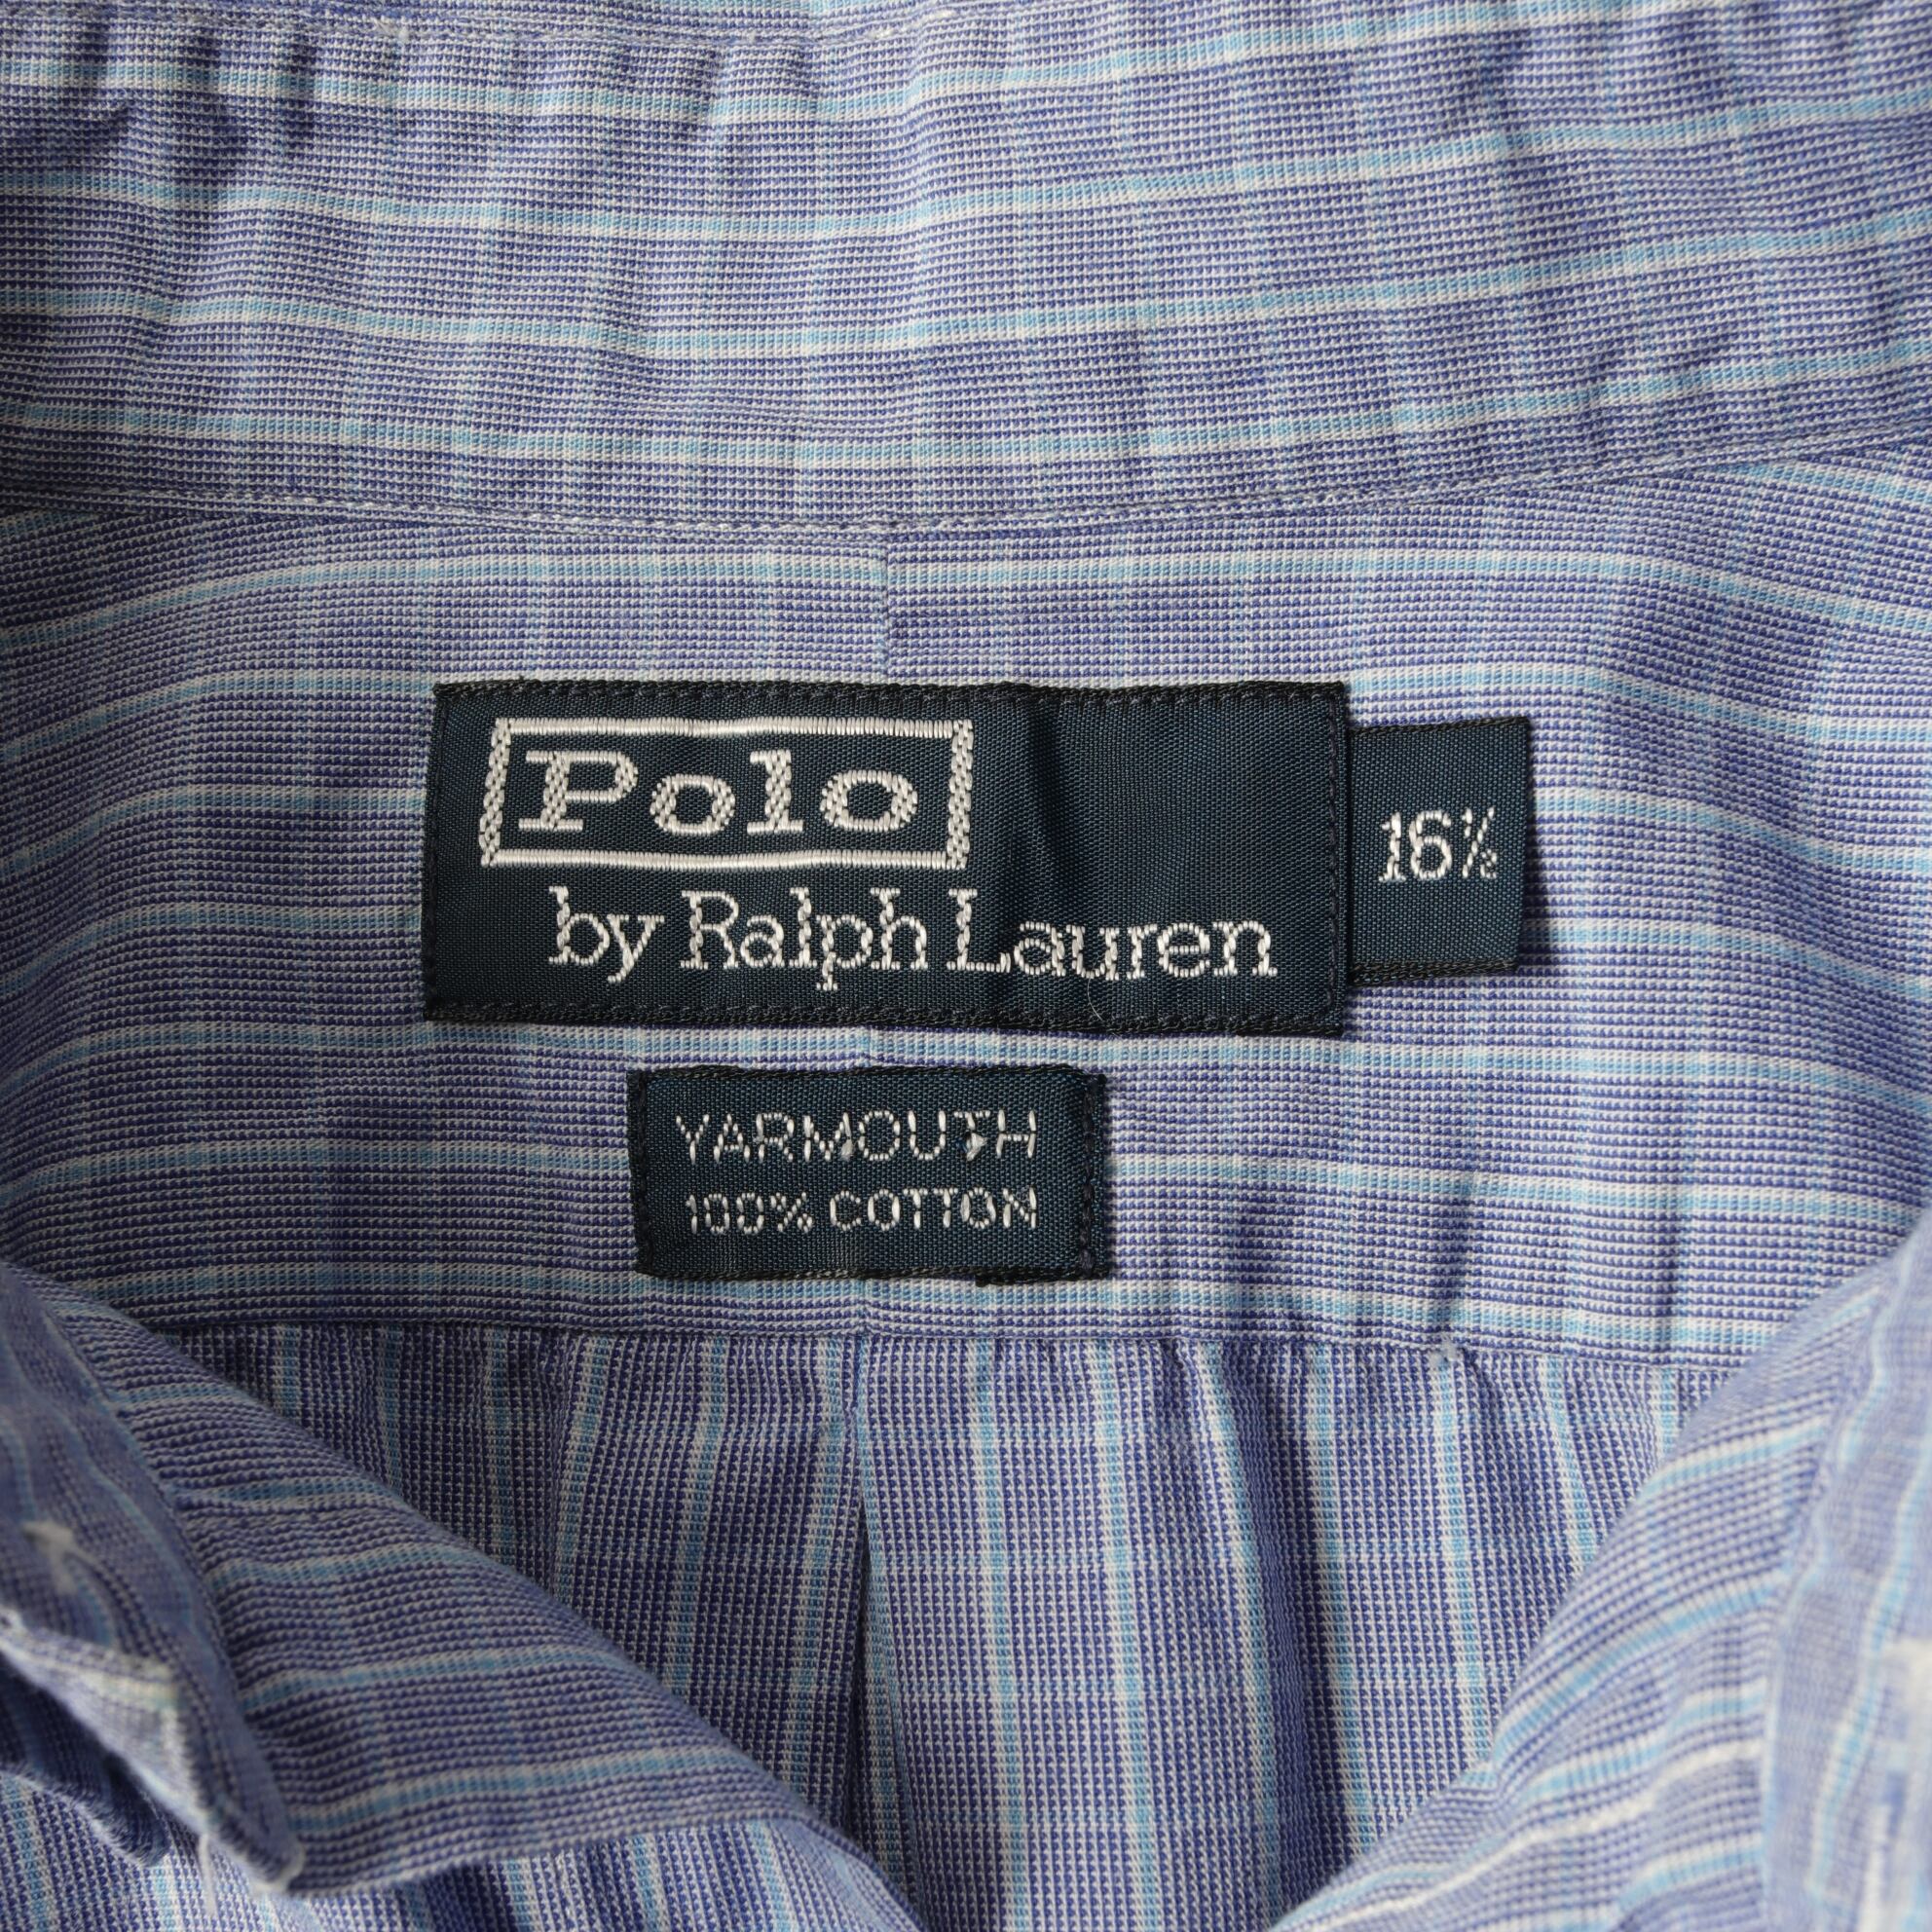 Polo
by Ralph Lauren
16½
YARMOUTH
100% COTTON